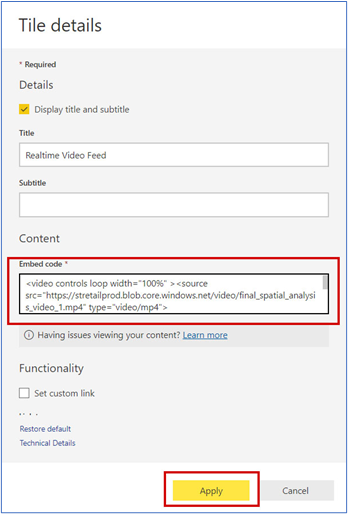 Tile details
* Required
Details
Display title and subtitle
Title
Realtime Video Feed
Subtitle
Content
Embed code *
<video controls loop width="100%" ><source
src="https://stretailprod.blob.core.windows.net/video/final_spatial_analysi
s_video_1.mp4" type="video/mp4">
Having issues viewing your content? Learn more
Functionality
Set custom link
Restore default
Technical Details
Apply
Cancel